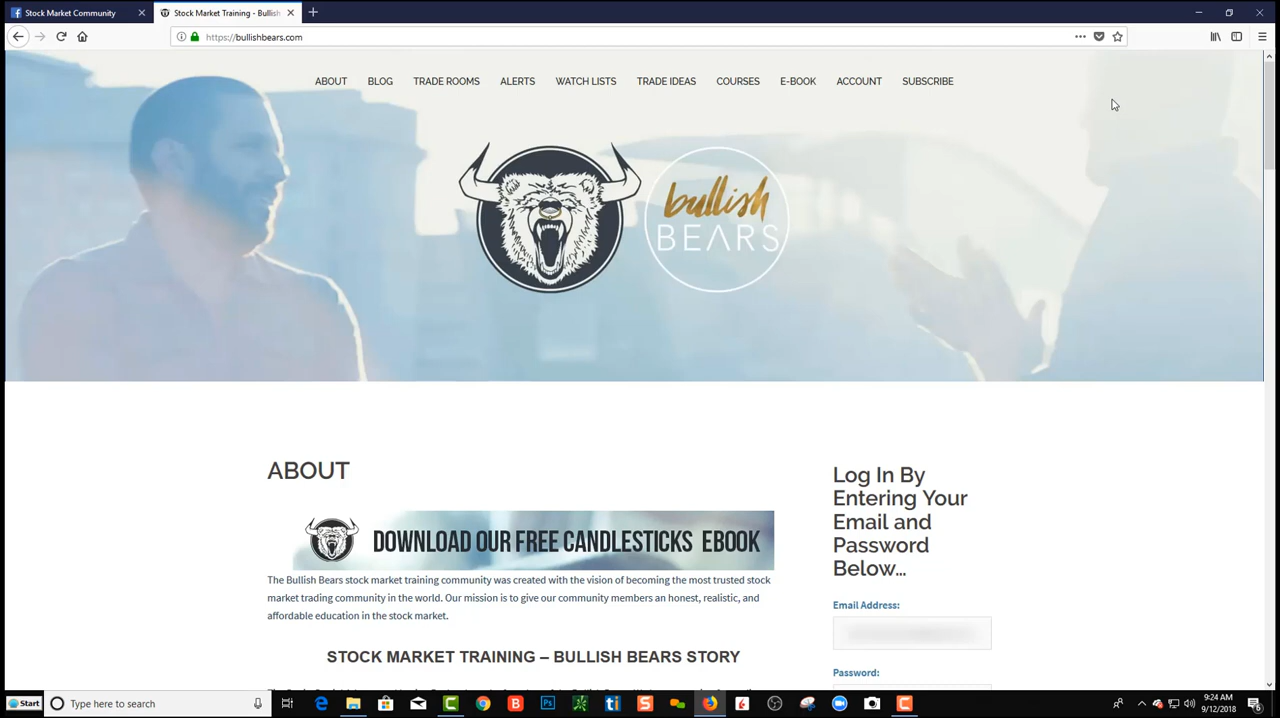 Stock Market Community
Stock Market Training - Bullish
https://bullishbears.com
ABOUT BLOG TRADE ROOMS ALERTS WATCH LISTS TRADE IDEAS COURSES E-BOOK ACCOUNT SUBSCRIBE
bullish
BEARS
ABOUT
DOWNLOAD OUR FREE CANDLESTICKS EBOOK
The Bullish Bears stock market training community was created with the vision of becoming the most trusted stock
market trading community in the world. Our mission is to give our community members an honest, realistic, and
affordable education in the stock market.
STOCK MARKET TRAINING – BULLISH BEARS STORY
Log In By
Entering Your
Email and
Password
Below...
Email Address:
Password:
Start
Type here to search
9:24 AM
9/12/2018